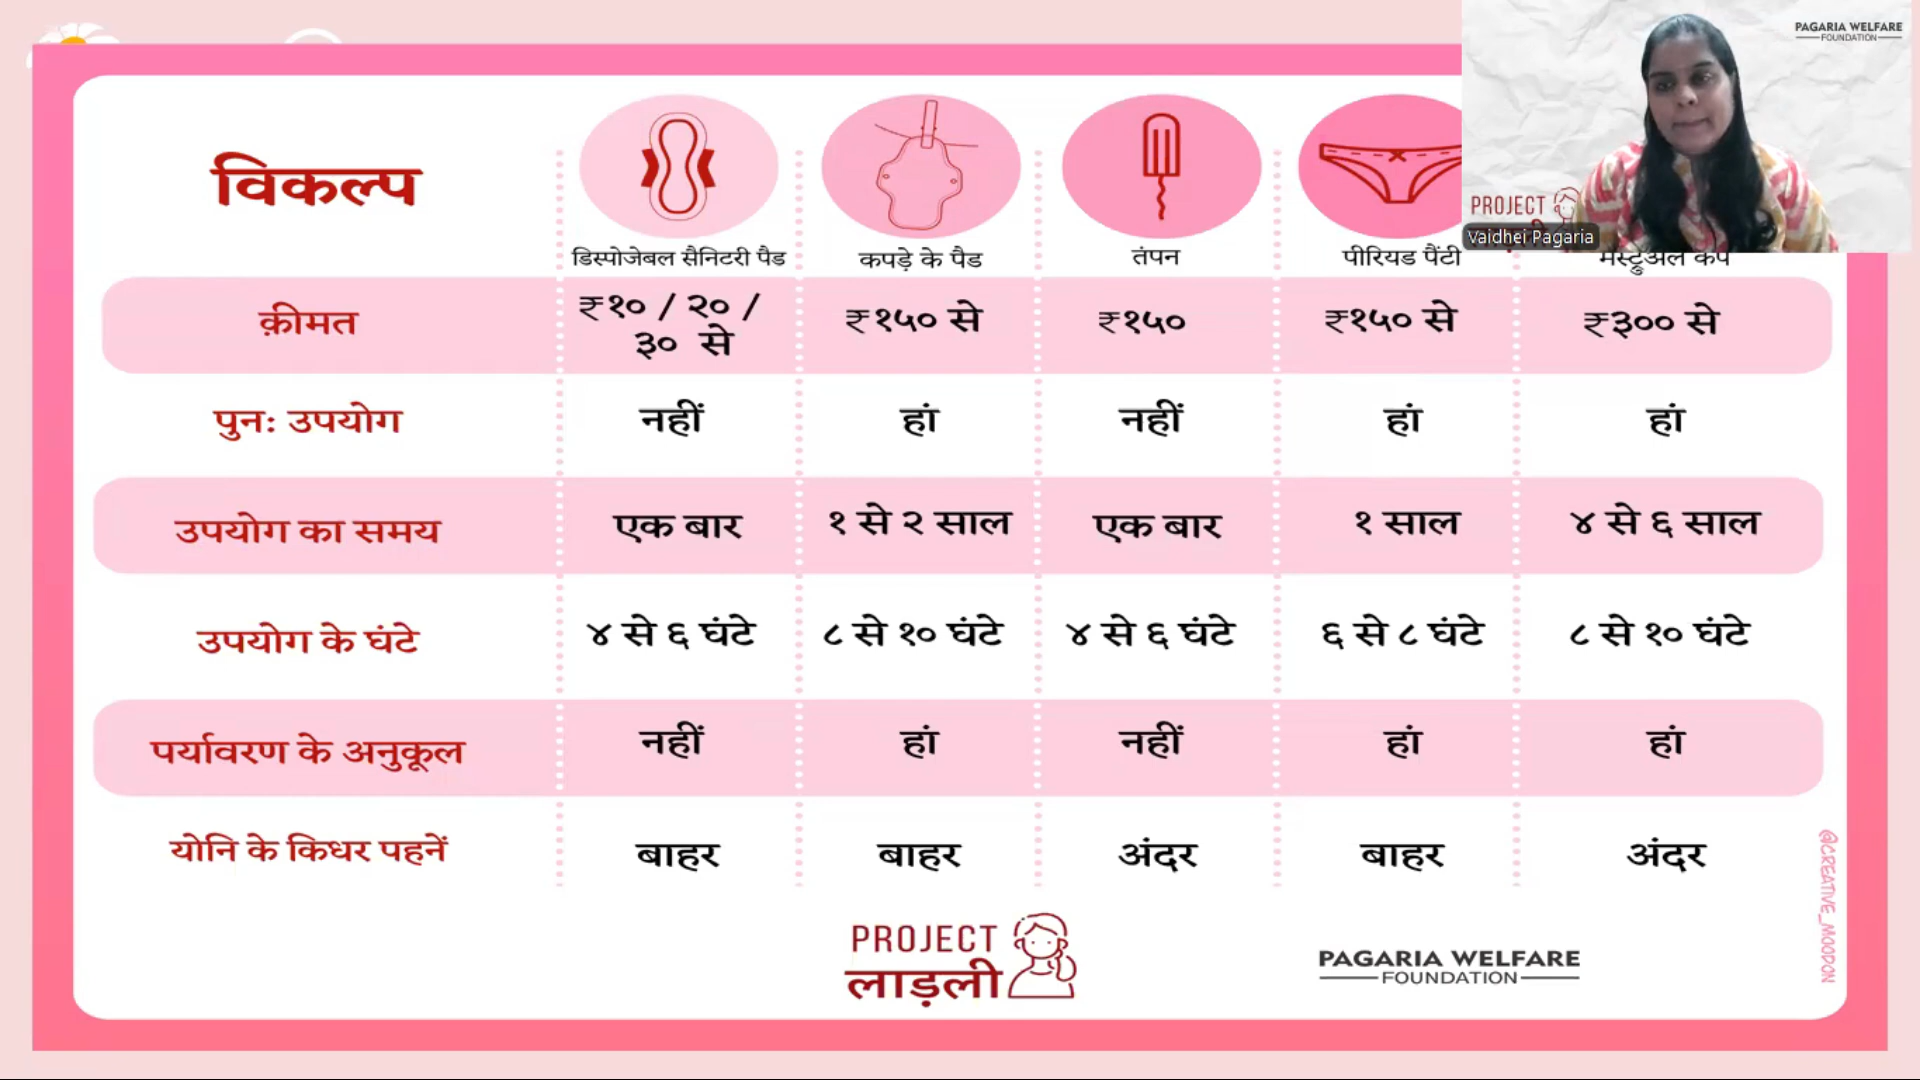 PAGARIA WELFARE
FOUNDATION
PROJECT
Vaidhei Pagaria
विकल्प
डिस्पोजेबल सैनिटरी पैड
कपड़े के पैड
तंपन
पीरियड पैंटी
क़ीमत
₹१० / २० /
३० से
₹१५० से
₹१५०
₹१५० से
₹३०० से
पुनः उपयोग
नहीं
हां
नहीं
हां
हां
उपयोग का समय
एक बार
१ से २ साल
एक बार
१ साल
४ से ६ साल
उपयोग के घंटे
४ से ६ घंटे
८ से १० घंटे
४ से ६ घंटे
६ से ८ घंटे
८ से १० घंटे
पर्यावरण के अनुकूल
नहीं
हां
नहीं
हां
हां
योनि के किधर पहनें
बाहर
बाहर
अंदर
बाहर
अंदर
PROJECT
लाड़ली
PAGARIA WELFARE
FOUNDATION
@CREATIVE_MOODON